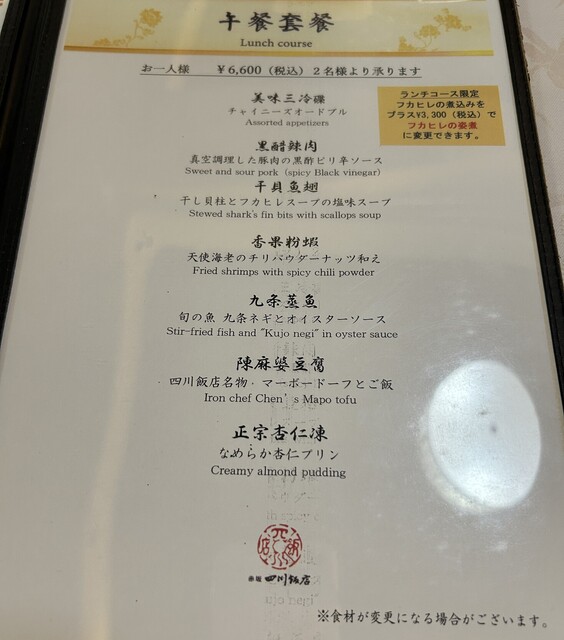 午餐套餐
Lunch course
お一人様 ￥6,600（税込）２名様より承ります
ランチコース限定
フカヒレの煮込みを
プラス¥3,300（税込）で
フカヒレの姿煮
に変更できます。
美味三冷碟
チャイニーズオードブル
Assorted appetizers
黒醋辣肉
真空調理した豚肉の黒酢ピリ辛ソース
Sweet and sour pork (spicy Black vinegar)
干貝魚翅
干し貝柱とフカヒレスープの塩味スープ
Stewed shark's fin bits with scallops soup
香果粉蝦
天使海老のチリパウダーナッツ和え
Fried shrimps with spicy chili powder
九条蒸魚
旬の魚 九条ネギとオイスターソース
Stir-fried fish and "Kujo negi" in oyster sauce
陳麻婆豆腐
四川飯店名物・マーボードーフとご飯
Iron chef Chen's Mapo tofu
正宗杏仁凍
なめらか杏仁プリン
Creamy almond pudding
赤坂 四川飯店
※食材が変更になる場合がございます。